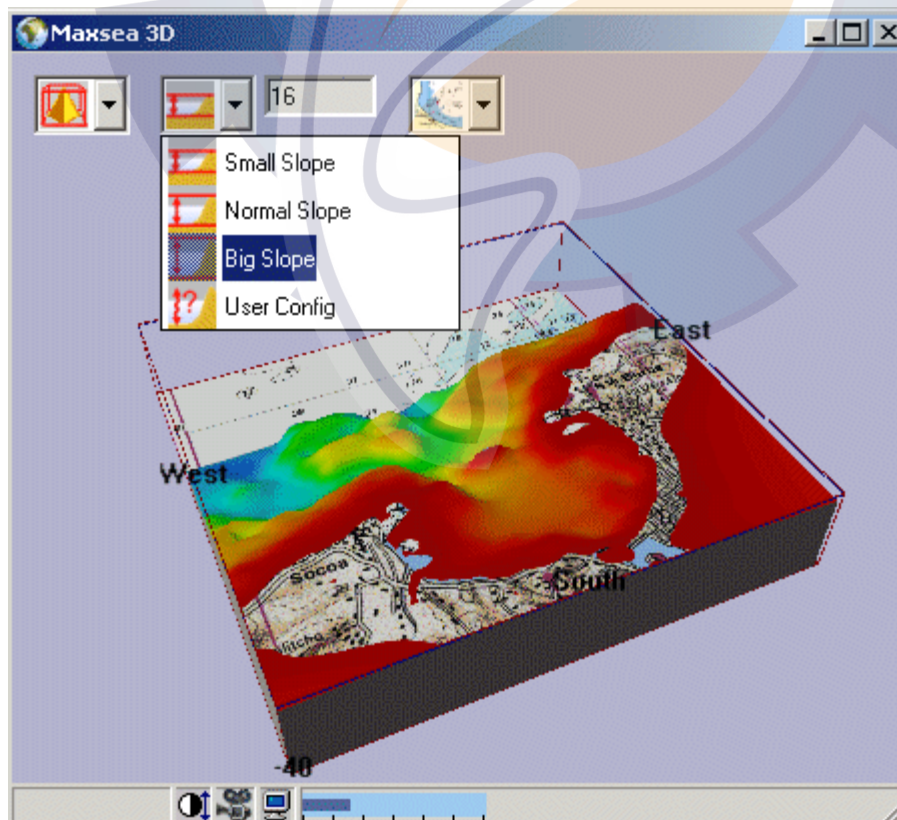 Maxsea 3D
16
Small Slope
Normal Slope
Big Slope
User Config
East
West
Socoa
South
-40